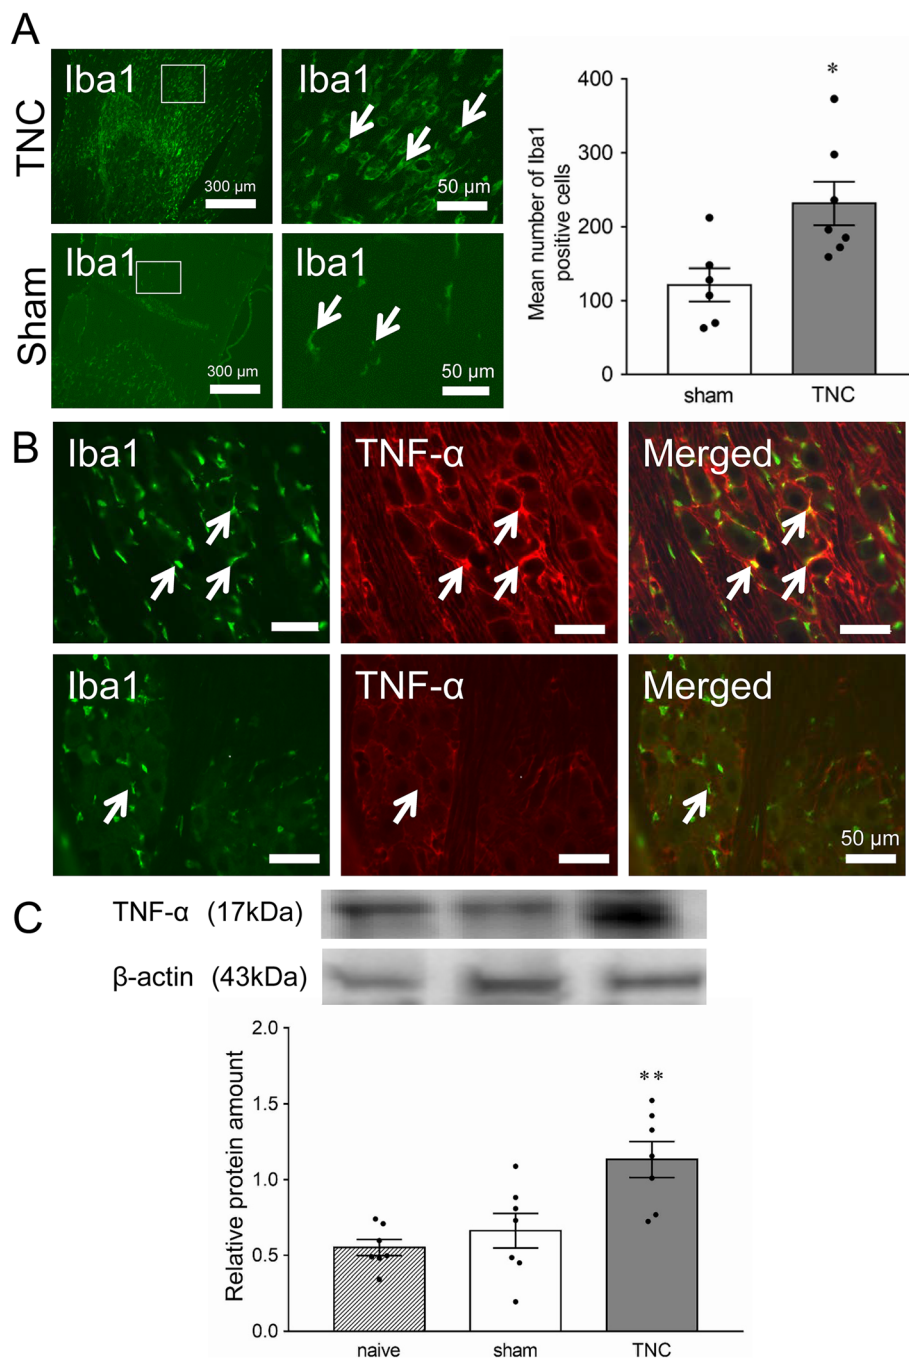 A
TNC
Iba1
300 µm
Iba1
50 µm
Sham
Iba1
300 µm
Iba1
50 µm
Mean number of Iba1
positive cells
400
300
200
100
0
*
sham
TNC
B
Iba1
TNF-α
Merged
Iba1
TNF-α
Merged
50 µm
C
TNF-α (17kDa)
β-actin (43kDa)
Relative protein amount
2.0
1.5
1.0
0.5
0.0
**
naive
sham
TNC